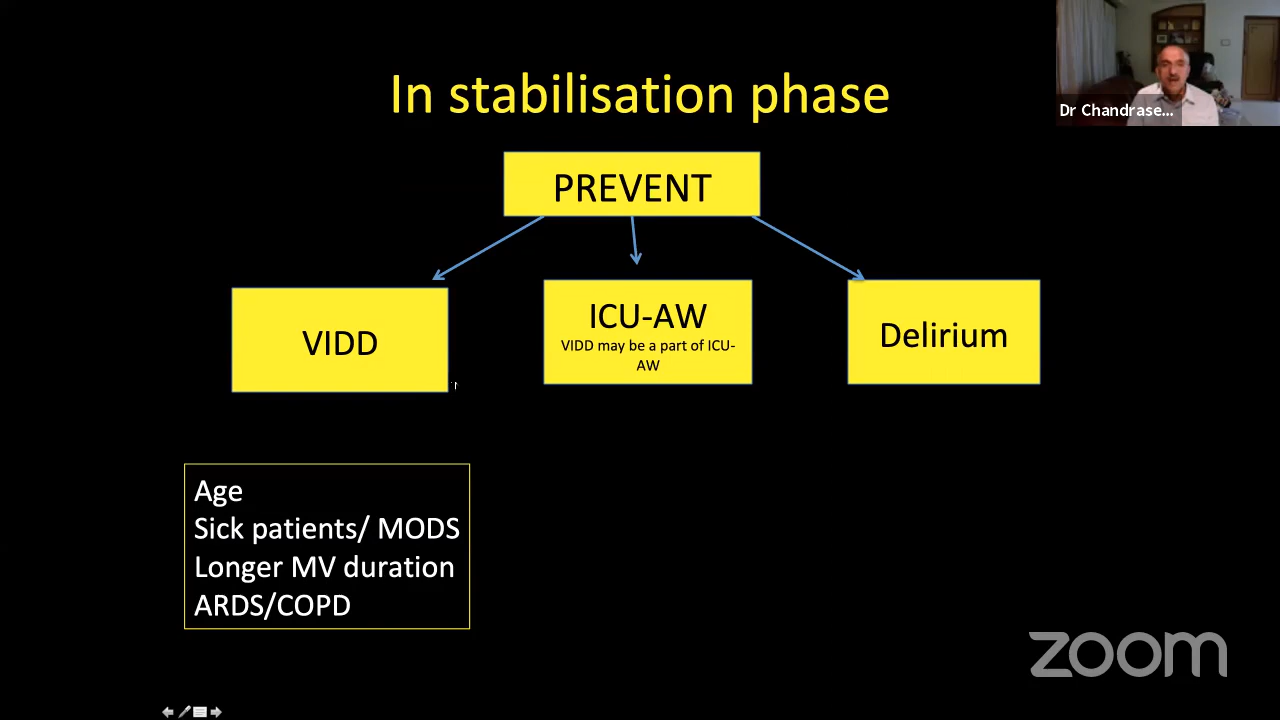 In stabilisation phase
Dr Chandrase...
PREVENT
VIDD
ICU-AW
VIDD may be a part of ICU-
AW
Delirium
Age
Sick patients/ MODS
Longer MV duration
ARDS/COPD
zoom